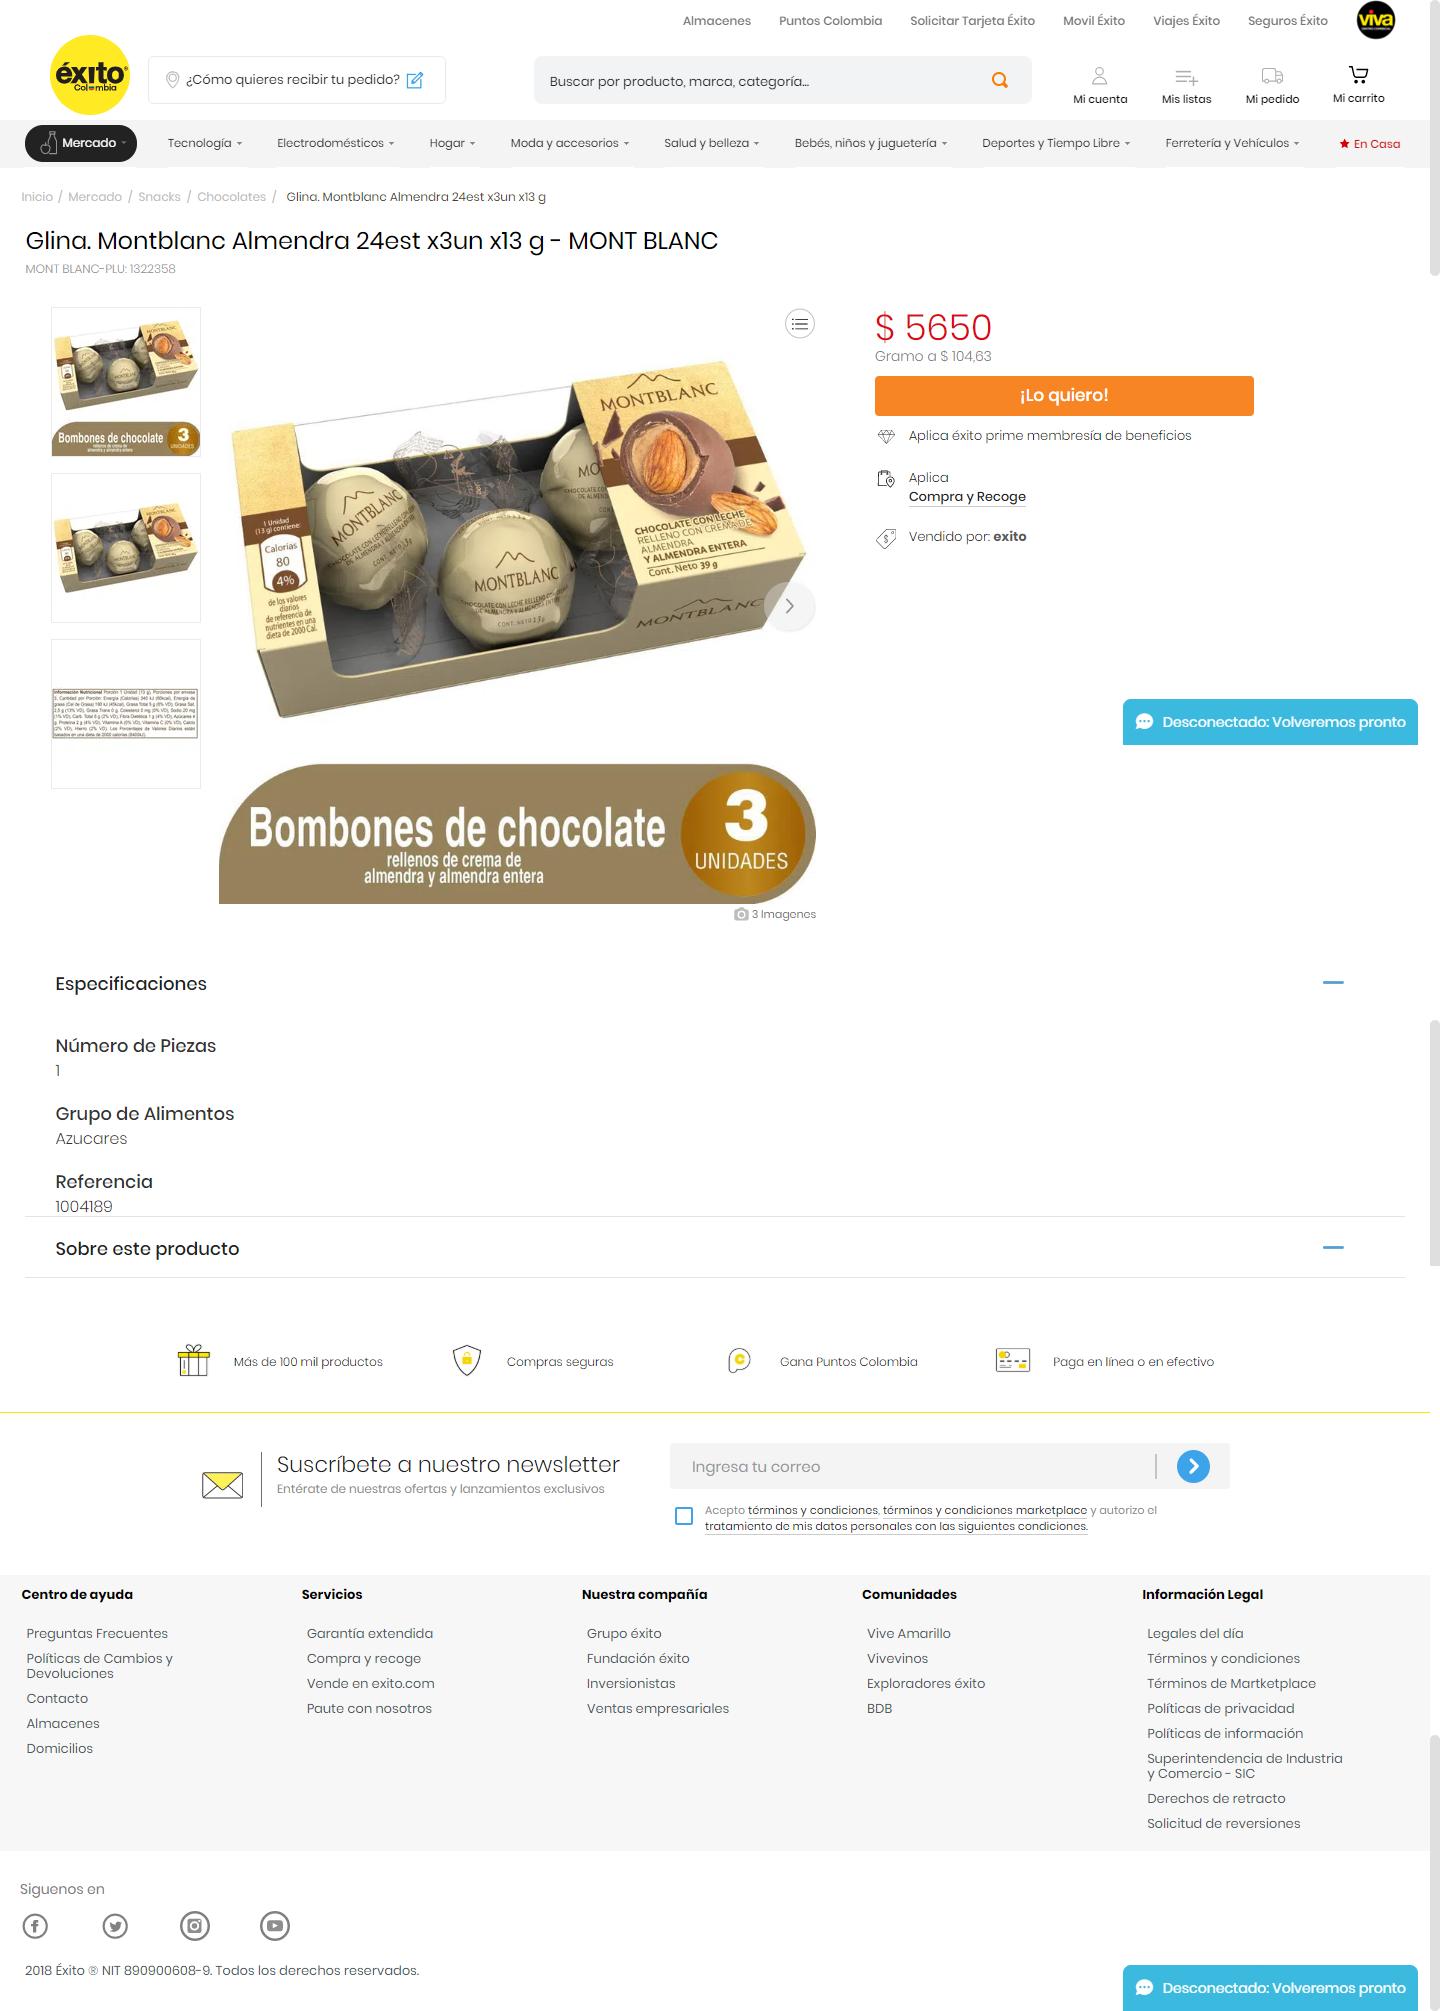 Almacenes Puntos Colombia Solicitar Tarjeta Éxito Movil Éxito Viajes Éxito Seguros Éxito viva
éxito
Colombia
¿Cómo quieres recibir tu pedido?
Buscar por producto, marca, categoría...
Mi cuenta Mis listas Mi pedido Mi carrito
Mercado Tecnología Electrodomésticos Hogar Moda y accesorios Salud y belleza Bebés, niños y juguetería Deportes y Tiempo Libre Ferretería y Vehículos En Casa
Inicio / Mercado / Snacks / Chocolates / Glina. Montblanc Almendra 24est x3un x13 g
Glina. Montblanc Almendra 24est x3un x13 g - MONT BLANC
MONT BLANC-PLU: 1322358
Bombones de chocolate
rellenos de crema de
almendra y almendra entera
3
UNIDADES
Información Nutricional
MONTBLANC
CHOCOLATE CON LECHE
RELLENO CON CREMA DE
ALMENDRA
Y ALMENDRA ENTERA
Cont. Neto 39 g
MONTBLANC
MONTBLANC
MONTBLANC
CONT. NETO 13g
1 Unidad
(13 g) contiene:
Calorías
80
4%
de los valores
diarios
de referencia de
nutrientes en una
dieta de 2000 Cal.
Bombones de chocolate
rellenos de crema de
almendra y almendra entera
3
UNIDADES
3 Imagenes
$ 5650
Gramo a $ 104,63
¡Lo quiero!
Aplica éxito prime membresía de beneficios
Aplica
Compra y Recoge
Vendido por: exito
Desconectado: Volveremos pronto
Especificaciones
Número de Piezas
1
Grupo de Alimentos
Azucares
Referencia
1004189
Sobre este producto
Más de 100 mil productos Compras seguras Gana Puntos Colombia Paga en línea o en efectivo
Suscríbete a nuestro newsletter
Entérate de nuestras ofertas y lanzamientos exclusivos
Ingresa tu correo
Acepto términos y condiciones, términos y condiciones marketplace y autorizo el
tratamiento de mis datos personales con las siguientes condiciones.
Centro de ayuda
Preguntas Frecuentes
Políticas de Cambios y
Devoluciones
Contacto
Almacenes
Domicilios
Servicios
Garantía extendida
Compra y recoge
Vende en exito.com
Paute con nosotros
Nuestra compañía
Grupo éxito
Fundación éxito
Inversionistas
Ventas empresariales
Comunidades
Vive Amarillo
Vivevinos
Exploradores éxito
BDB
Información Legal
Legales del día
Términos y condiciones
Términos de Martketplace
Políticas de privacidad
Políticas de información
Superintendencia de Industria
y Comercio - SIC
Derechos de retracto
Solicitud de reversiones
Siguenos en
2018 Éxito ® NIT 890900608-9. Todos los derechos reservados.
Desconectado: Volveremos pronto